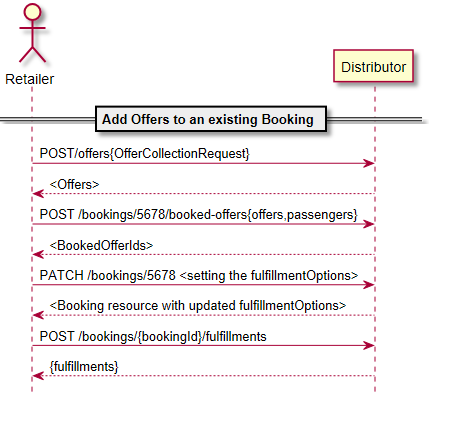 Retailer
Distributor
Add Offers to an existing Booking
POST/offers{OfferCollectionRequest}
<Offers>
POST /bookings/5678/booked-offers{offers,passengers}
<BookedOfferIds>
PATCH /bookings/5678 <setting the fulfillmentOptions>
<Booking resource with updated fulfillmentOptions>
POST /bookings/{bookingId}/fulfillments
{fulfillments}